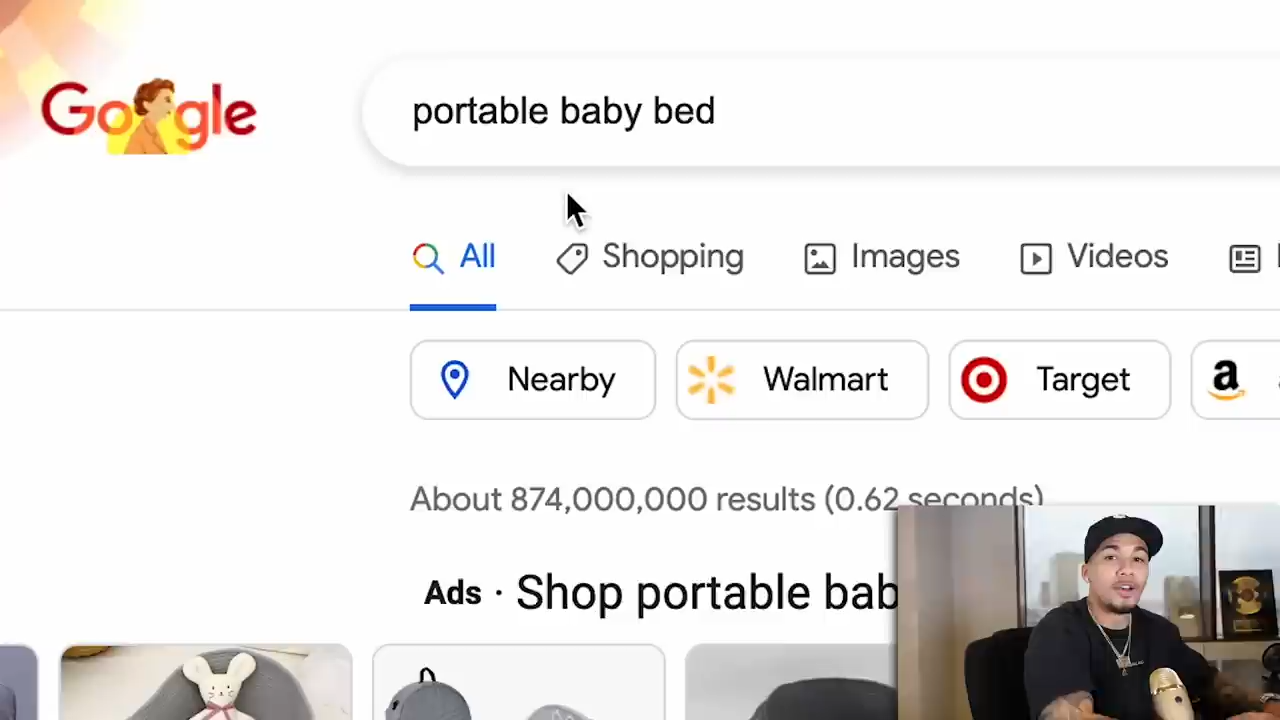 Google
portable baby bed
All Shopping Images Videos
Nearby Walmart Target
About 874,000,000 results (0.62 seconds)
Ads · Shop portable bab